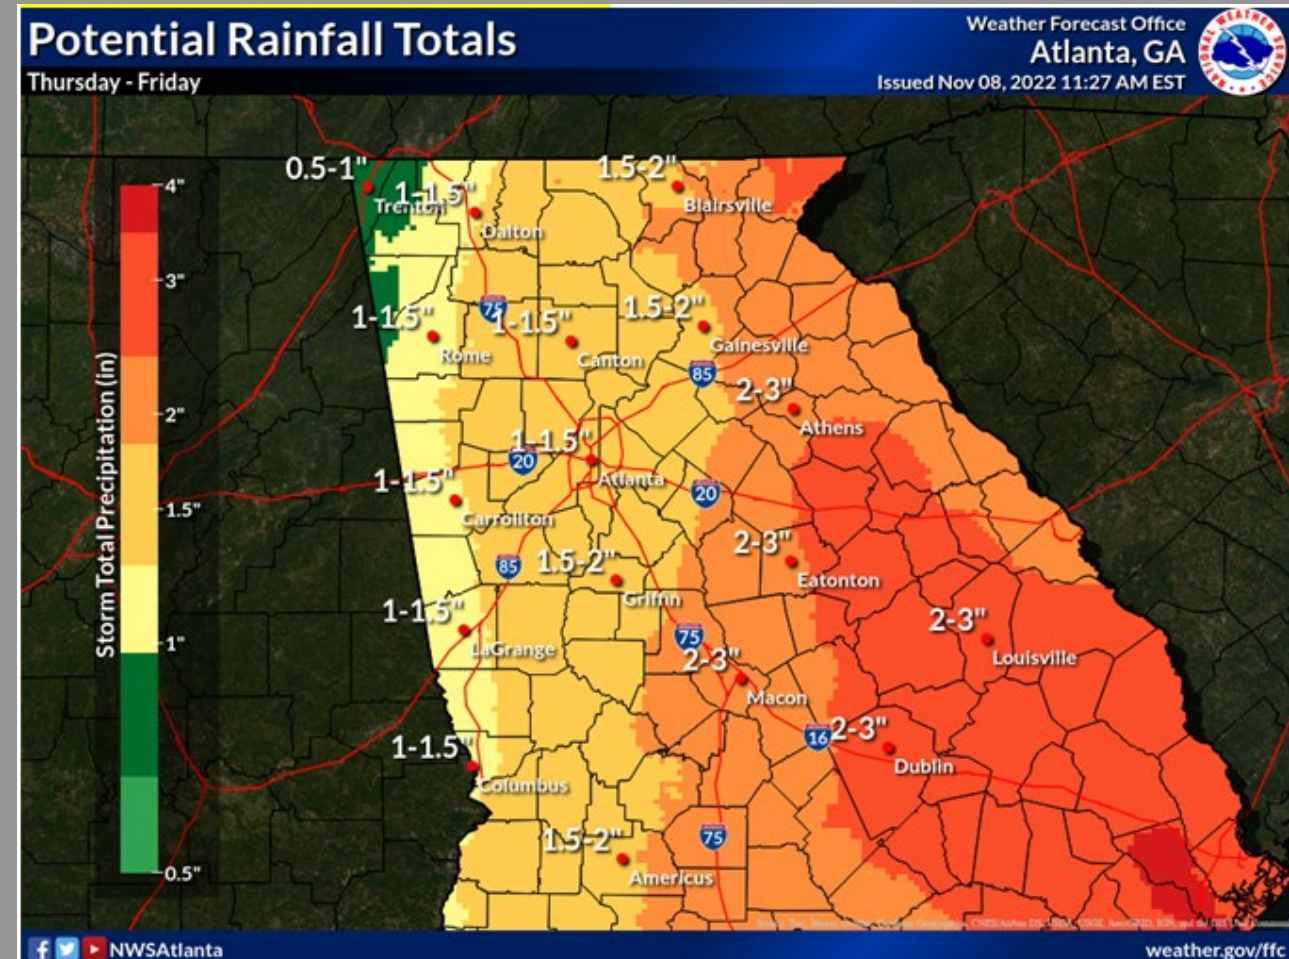 Potential Rainfall Totals
Thursday - Friday
Weather Forecast Office
Atlanta, GA
Issued Nov 08, 2022 11:27 AM EST
NATIONAL WEATHER SERVICE
Storm Total Precipitation (in)
4"
3"
2"
1.5"
1"
0.5"
0.5-1"
Trenton
1-1.5"
Dalton
1.5-2"
Blairsville
1-1.5"
Rome
75
1-1.5"
Canton
1.5-2"
Gainesville
85
2-3"
Athens
1-1.5"
Atlanta
20
20
1-1.5"
Carrollton
85
1.5-2"
Griffin
2-3"
Eatonton
1-1.5"
LaGrange
75
2-3"
Macon
2-3"
Louisville
16
2-3"
Dublin
1-1.5"
Columbus
1.5-2"
Americus
75
NWSAtlanta
weather.gov/ffc